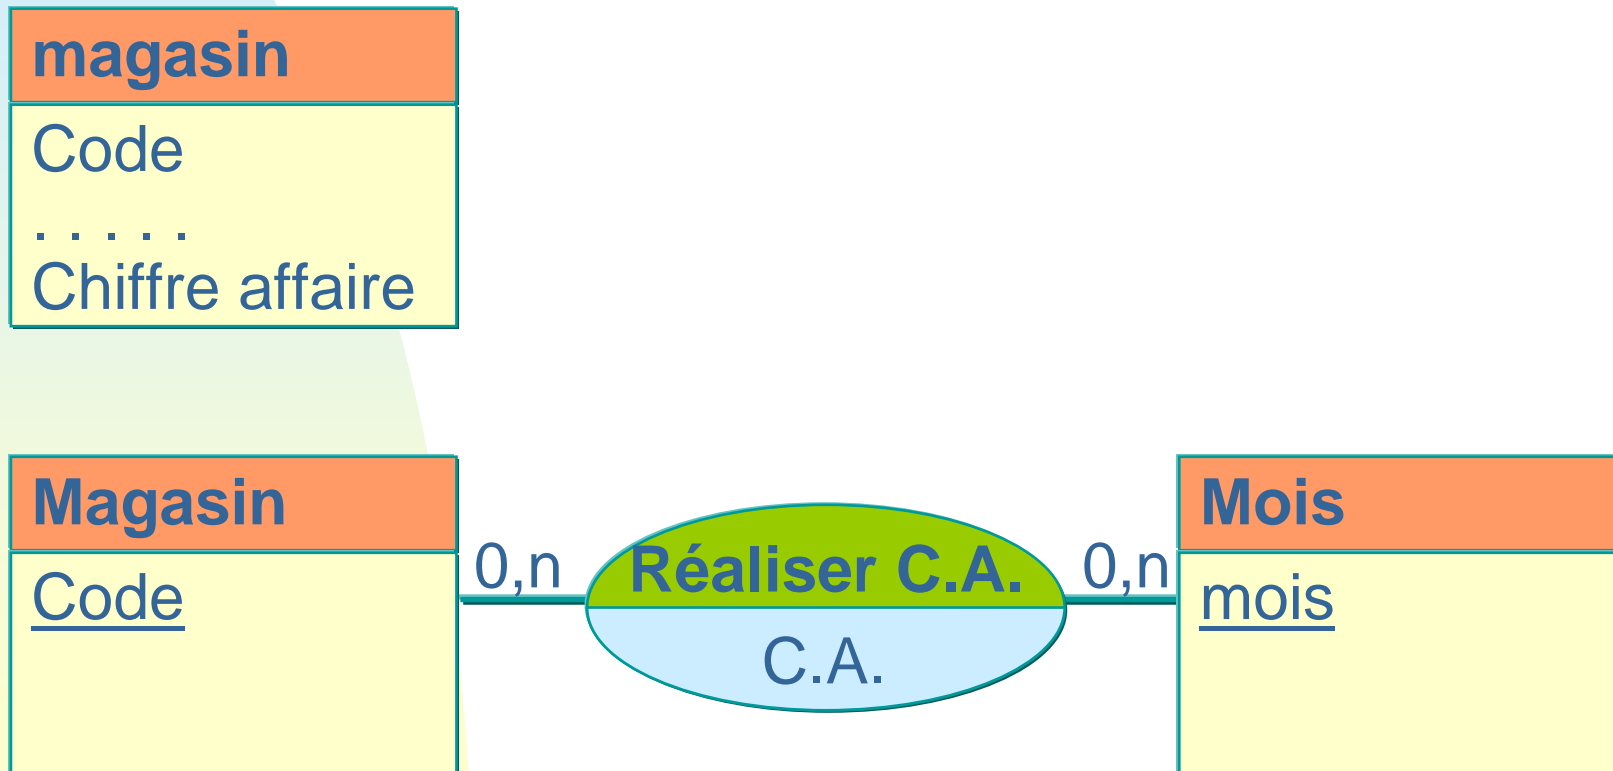 magasin
Code
. . . . .
Chiffre affaire
Magasin
Code
0,n
Réaliser C.A.
C.A.
0,n
Mois
mois